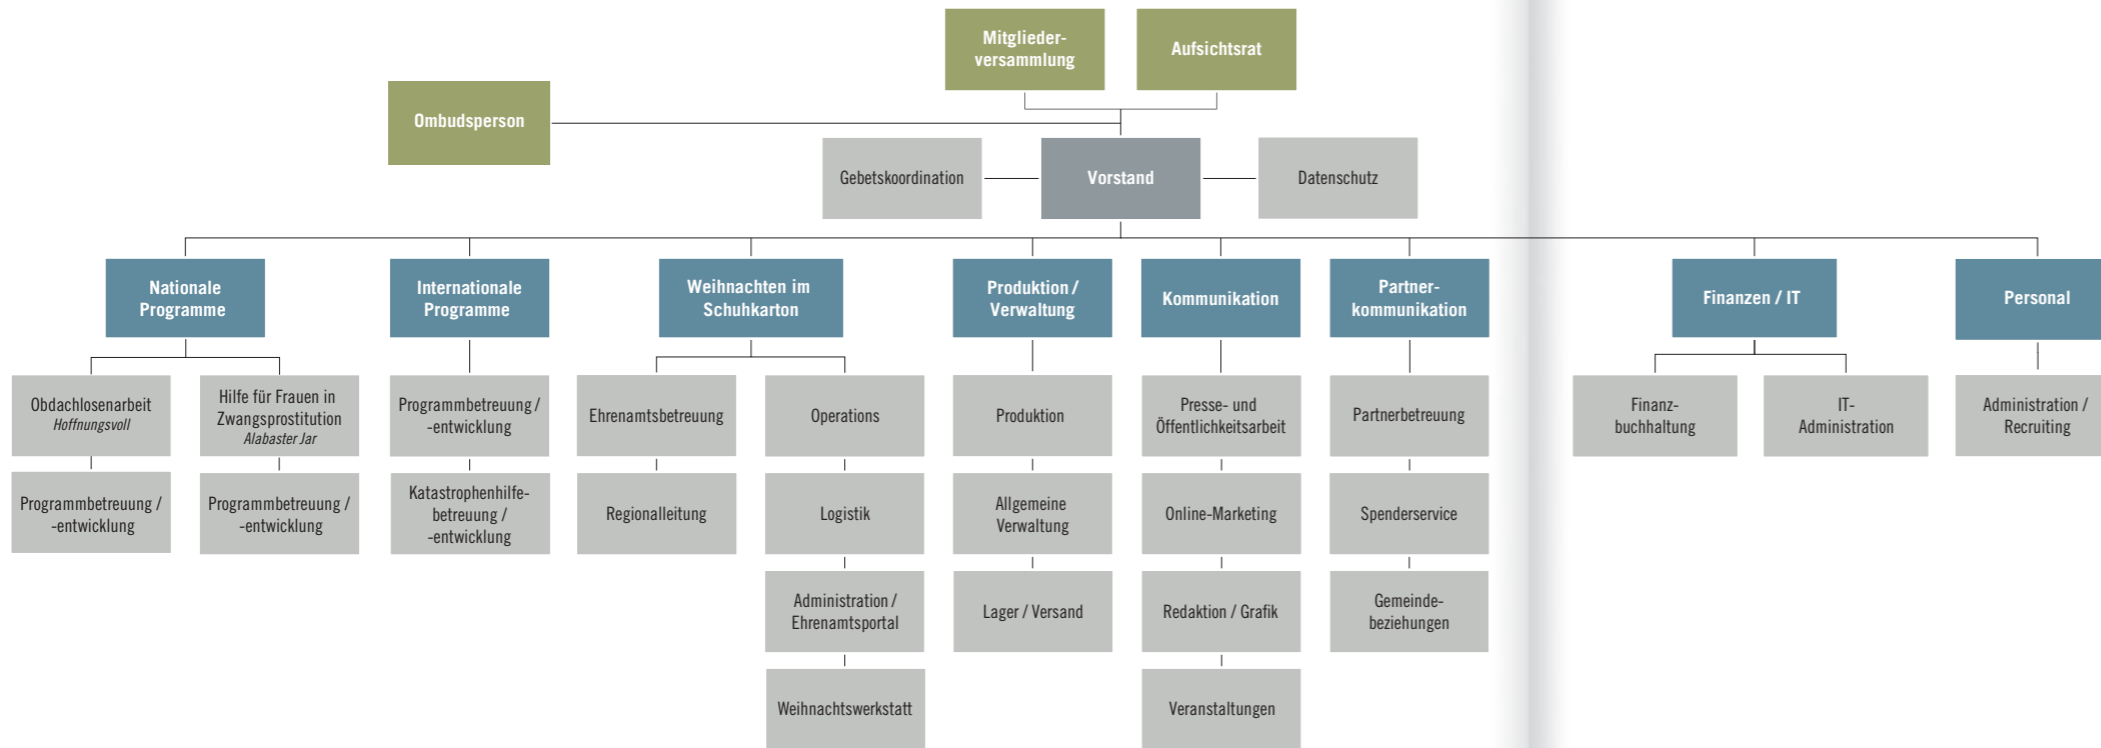 Mitglieder-
versammlung
Aufsichtsrat
Ombudsperson
Gebetskoordination
Vorstand
Datenschutz
Nationale
Programme
Internationale
Programme
Weihnachten im
Schuhkarton
Produktion /
Verwaltung
Kommunikation
Partner-
kommunikation
Finanzen / IT
Personal
Obdachlosenarbeit
Hoffnungsvoll
Hilfe für Frauen in
Zwangsprostitution
Alabaster Jar
Programmbetreuung /
-entwicklung
Ehrenamtsbetreuung
Operations
Produktion
Presse- und
Öffentlichkeitsarbeit
Partnerbetreuung
Finanz-
buchhaltung
IT-
Administration
Administration /
Recruiting
Programmbetreuung /
-entwicklung
Programmbetreuung /
-entwicklung
Katastrophenhilfe-
betreuung /
-entwicklung
Regionalleitung
Logistik
Allgemeine
Verwaltung
Online-Marketing
Spenderservice
Administration /
Ehrenamtsportal
Lager / Versand
Redaktion / Grafik
Gemeinde-
beziehungen
Weihnachtswerkstatt
Veranstaltungen